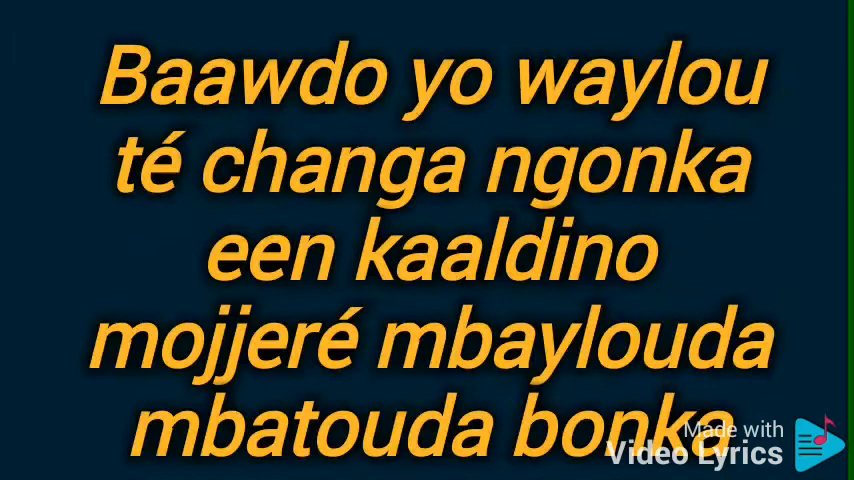 Baawdo yo waylou
té changa ngonka
een kaaldino
mojjeré mbaylouda
mbatouda bonka
Made with
Video Lyrics